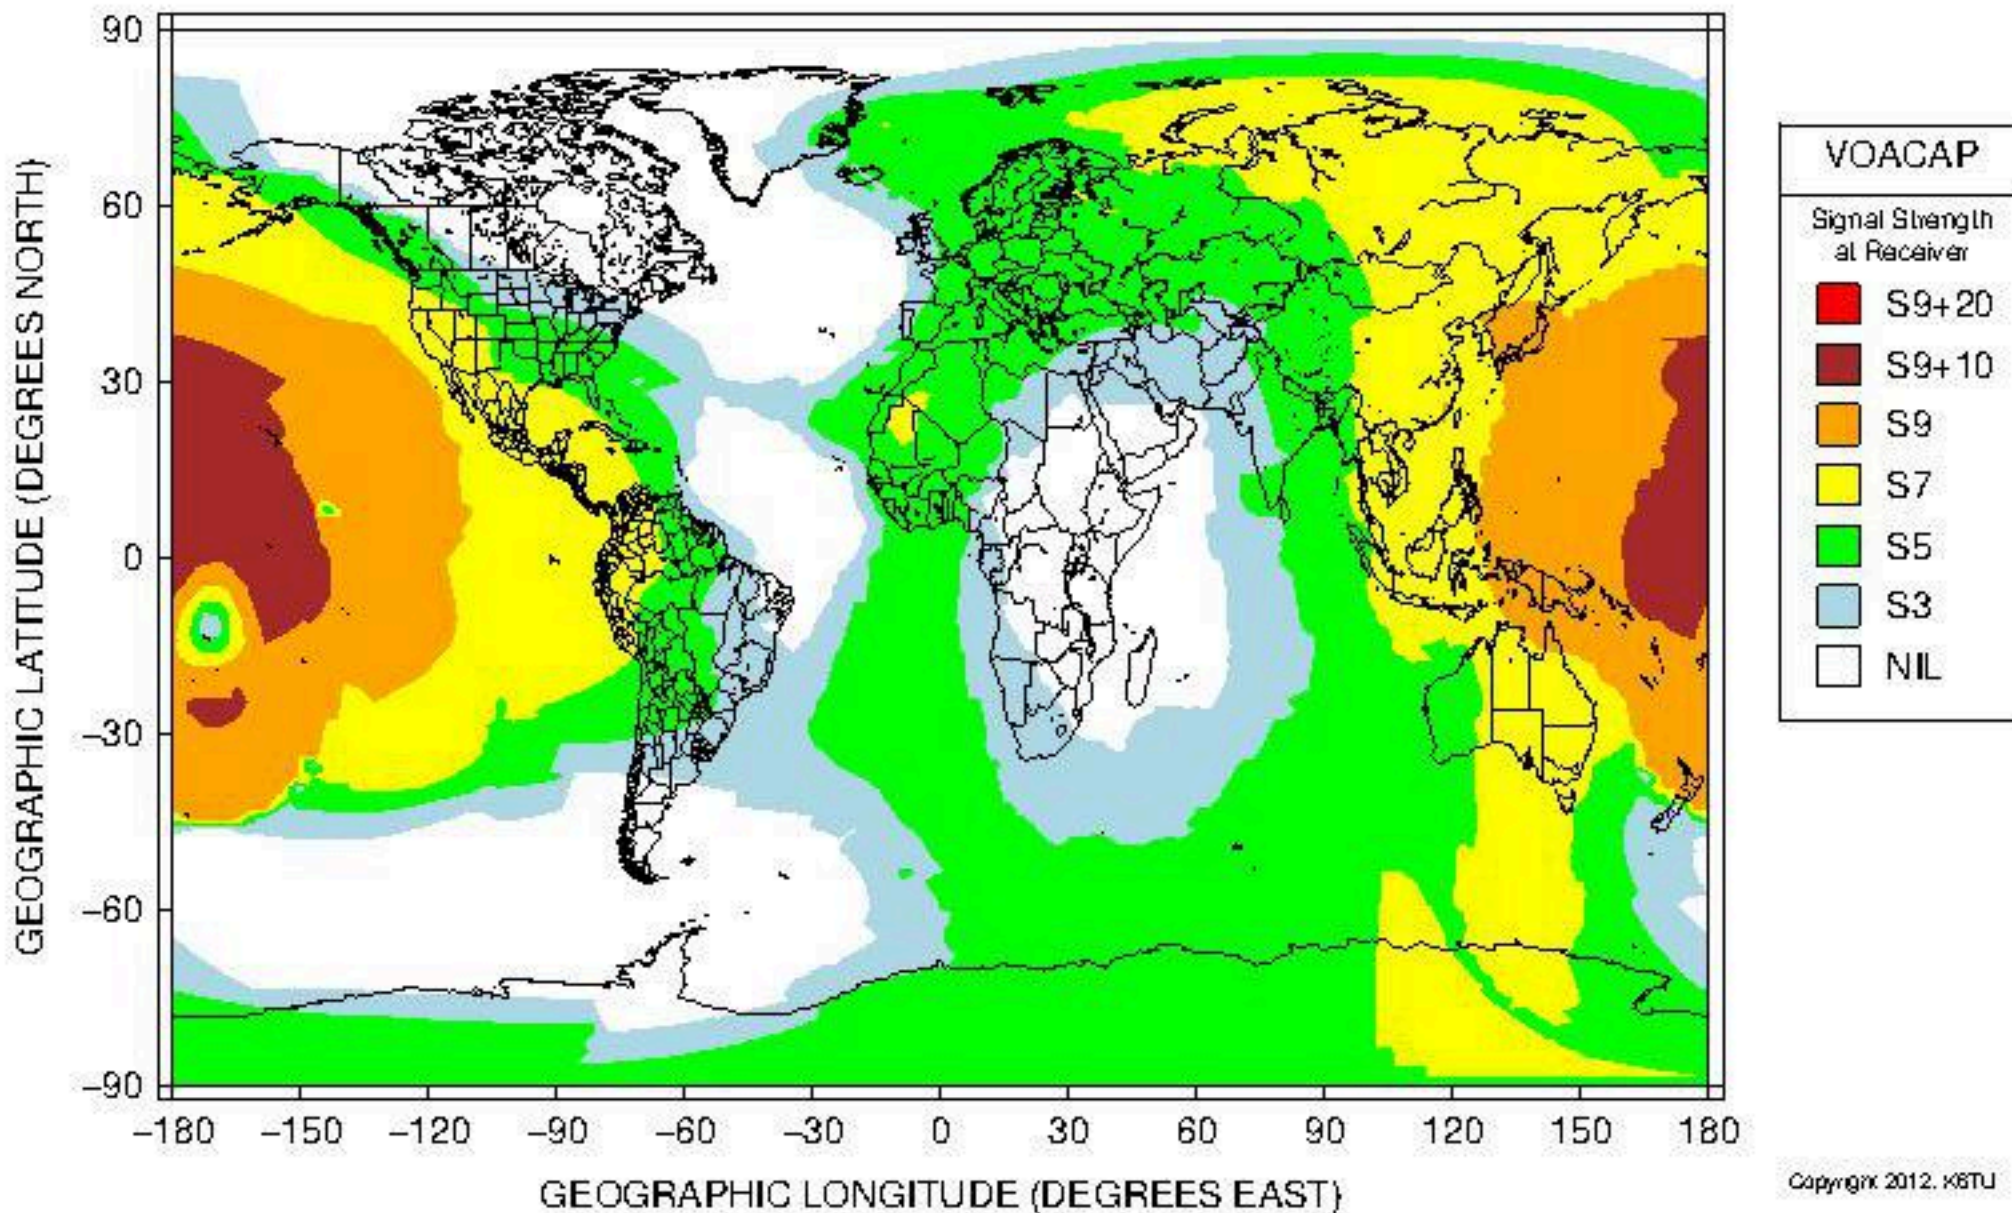 90
60
30
0
−30
−60
−90
GEOGRAPHIC LATITUDE (DEGREES NORTH)
−180 −150 −120 −90 −60 −30 0 30 60 90 120 150 180
GEOGRAPHIC LONGITUDE (DEGREES EAST)
VOACAP
Signal Strength
at Receiver
S9+20
S9+10
S9
S7
S5
S3
NIL
Copyright 2012, K6TU